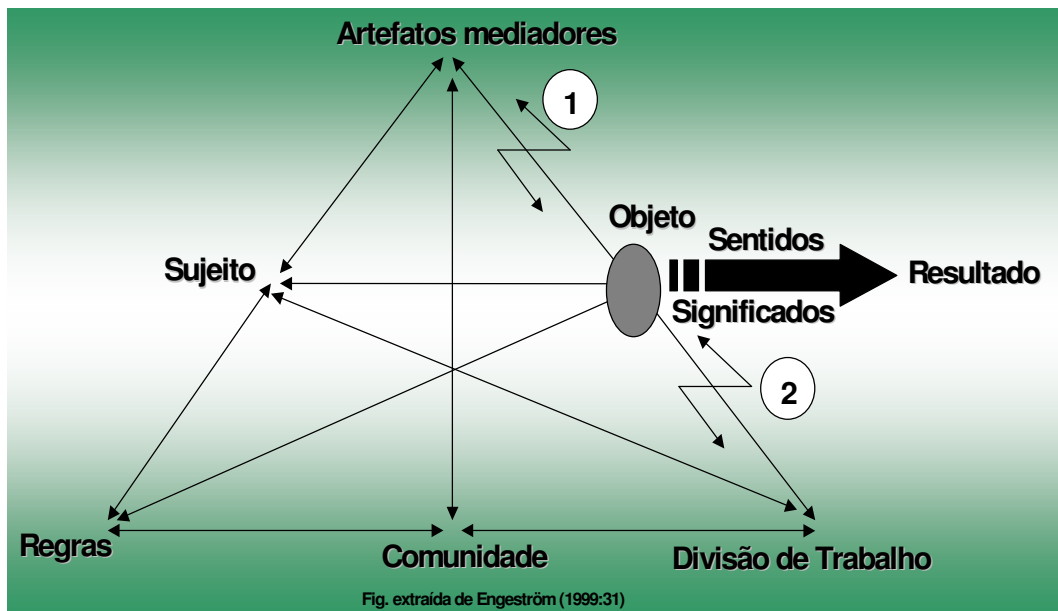 Artefatos mediadores
1
Objeto
Sentidos
Sujeito
Resultado
Significados
2
Regras
Comunidade
Divisão de Trabalho
Fig. extraída de Engeström (1999:31)